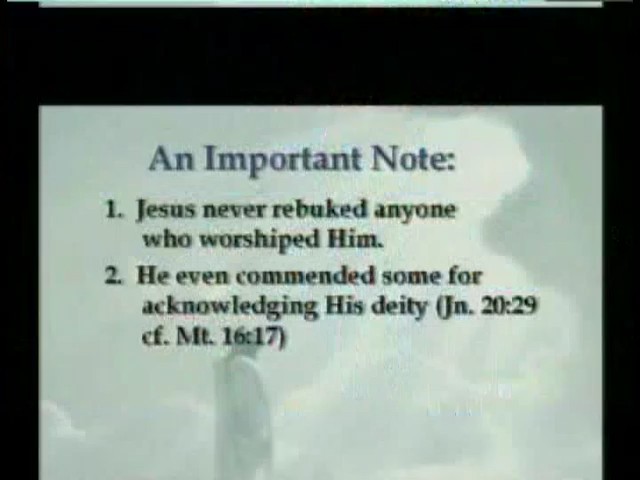 An Important Note:
1. Jesus never rebuked anyone
who worshiped Him.
2. He even commended some for
acknowledging His deity (Jn. 20:29
cf. Mt. 16:17)